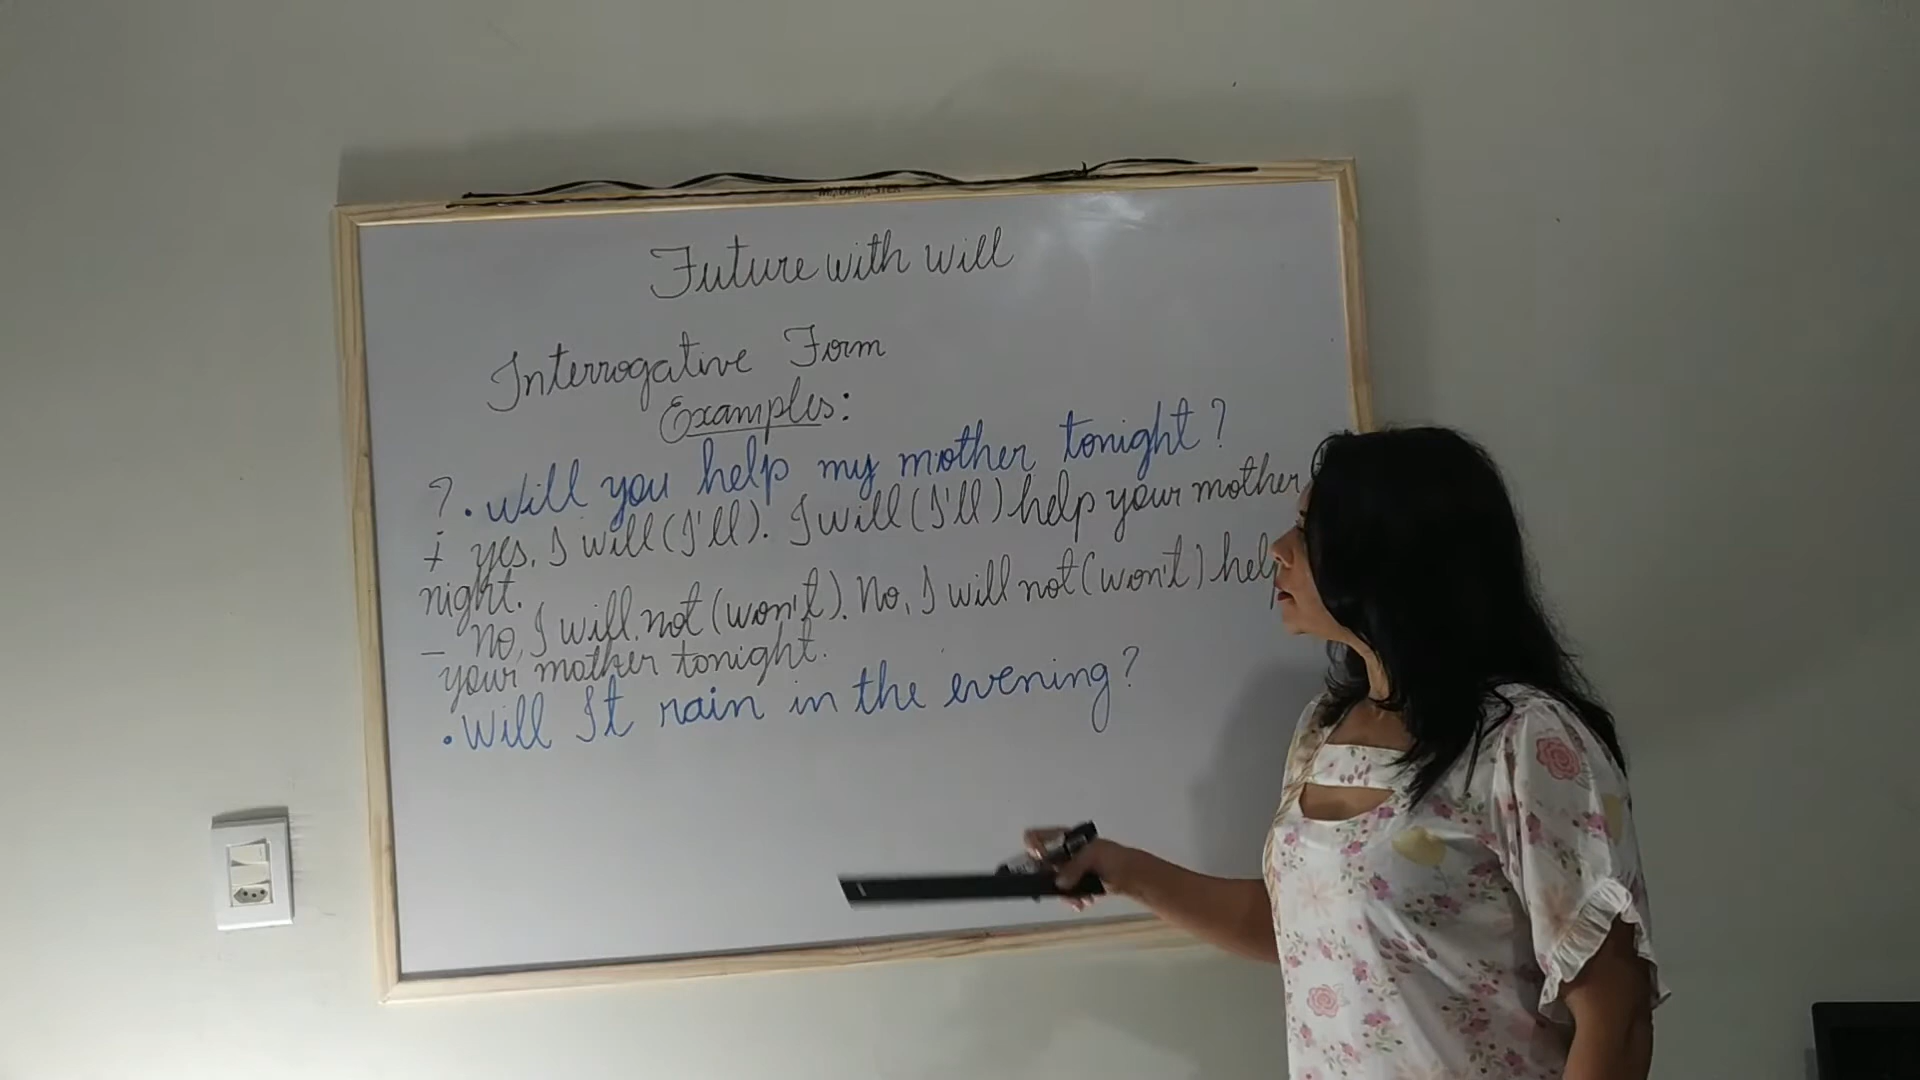 Future with will
Interrogative Form
Examples:
?. Will you help my mother tonight?
+ yes, I will (I'll). I will (I'll) help your mother
night.
- No, I will not (won't). No, I will not (won't) help
your mother tonight.
• Will It rain in the evening?